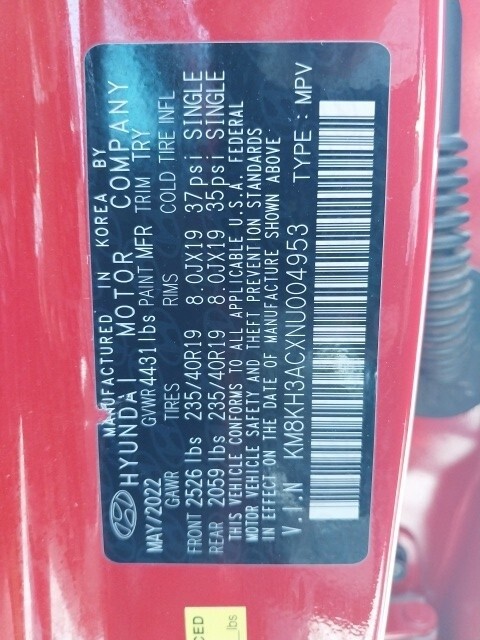 MANUFACTURED IN KOREA BY
HYUNDAI MOTOR COMPANY
MAY/2022 GVWR 4431 lbs PAINT MFR TRIM TRY
GAWR TIRES RIMS COLD TIRE INFL
FRONT 2526 lbs 235/40R19 8.0JX19 37psi SINGLE
REAR 2059 lbs 235/40R19 8.0JX19 35psi SINGLE
THIS VEHICLE CONFORMS TO ALL APPLICABLE U.S.A. FEDERAL
MOTOR VEHICLE SAFETY AND THEFT PREVENTION STANDARDS
IN EFFECT ON THE DATE OF MANUFACTURE SHOWN ABOVE
V.I.N KM8KH3ACXNU004953 TYPE : MPV
CED
lbs